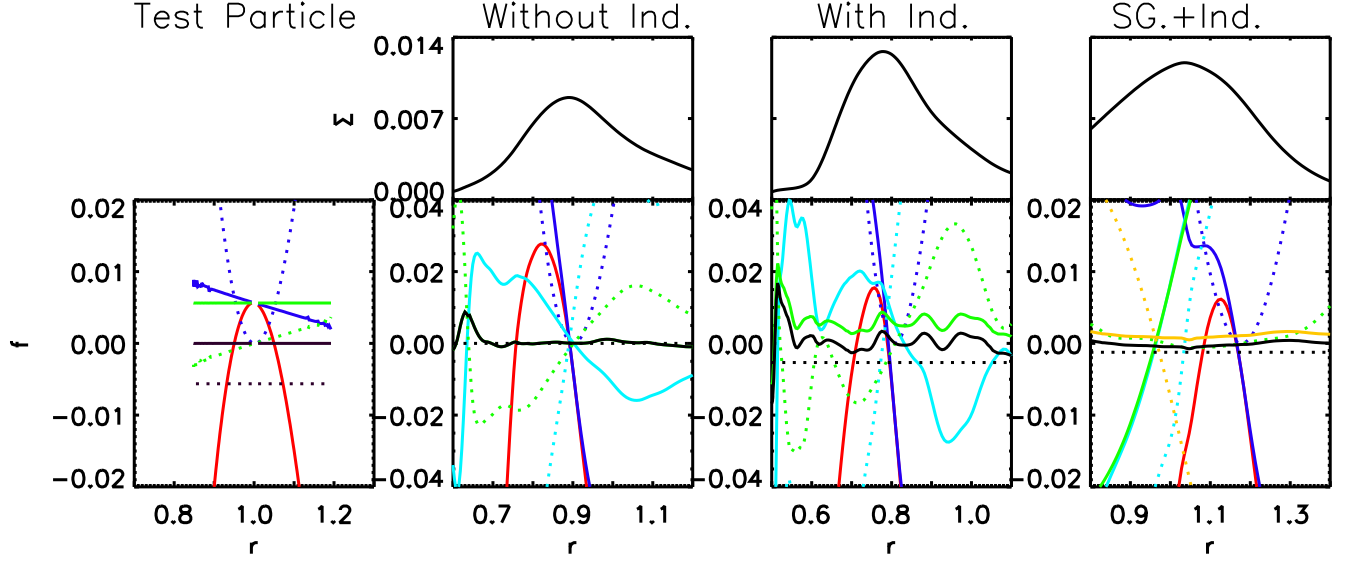 Test Particle Without Ind. With Ind. SG.+Ind.
0.014
Σ 0.007
0.000
0.02 0.04 0.04 0.02
0.01 0.02 0.02 0.01
f 0.00 0.00 0.00 0.00
−0.01 −0.02 −0.02 −0.01
−0.02 −0.04 −0.04 −0.02
0.8 1.0 1.2 0.7 0.9 1.1 0.6 0.8 1.0 0.9 1.1 1.3
r r r r